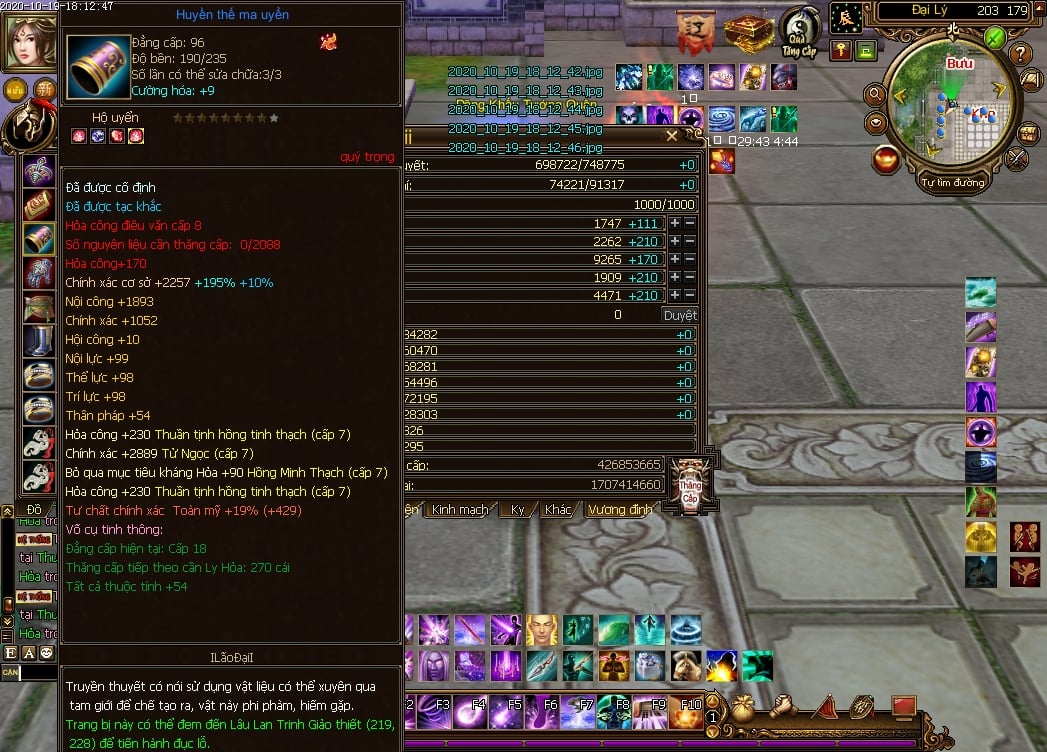 2020-10-19-18:12:47
Huyền thế ma uyển
Đẳng cấp: 96
Độ bền: 190/235
Số lần có thể sửa chữa:3/3
Cường hóa: +9
Hộ uyển
quý trọng
Đã được cố định
Đã được tạc khắc
Hỏa công điêu văn cấp 8
Số nguyên liệu cần thăng cấp: 0/2088
Hỏa công+170
Chính xác cơ sở +2257 +195% +10%
Nội công +1893
Chính xác +1052
Hội công +10
Nội lực +99
Thể lực +98
Trí lực +98
Thân pháp +54
Hỏa công +230 Thuần tịnh hồng tinh thạch (cấp 7)
Chính xác +2889 Tử Ngọc (cấp 7)
Bỏ qua mục tiêu kháng Hỏa +90 Hồng Minh Thạch (cấp 7)
Hỏa công +230 Thuần tịnh hồng tinh thạch (cấp 7)
Tư chất chính xác Toàn mỹ +19% (+429)
Võ cụ tinh thông:
Đẳng cấp hiện tại: Cấp 18
Thăng cấp tiếp theo cần Ly Hỏa: 270 cái
Tất cả thuộc tính +54
ILãoĐạiI
Truyền thuyết có nói sử dụng vật liệu có thể xuyên qua
tam giới để chế tạo ra, vật này phi phàm, hiếm gặp.
Trang bị này có thể đem đến Lâu Lan Trinh Giảo thiết (219,
228) để tiến hành đục lỗ.
2020_10_19_18_12_42.jpg
2020_10_19_18_12_43.jpg
2020_10_19_18_12_44.jpg
2020_10_19_18_12_45.jpg
2020_10_19_18_12_46.jpg
29:43 4:44
698722/748775 +0
74221/91317 +0
1000/1000
1747 +111 + −
2262 +210 + −
9265 +170 + −
1909 +210 + −
4471 +210 + −
0 Duyệt
34282 +0
60470 +0
68281 +0
54496 +0
72195 +0
28303 +0
326
295
cấp: 426853665
1707414660
Thăng
Cấp
Kinh mạch Kỵ Khác Vương đỉnh
Đồ
Quà
Tăng Cấp
Đại Lý 203 179
Bưu
Tự tìm đường
E A
CẬN
F3 F4 F5 F6 F7 F8 F9 F10 1